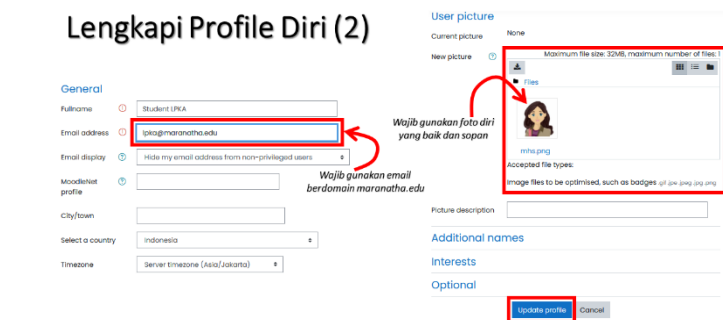 Lengkapi Profile Diri (2)
General
Fullname
Student LPKA
Email address
lpka@maranatha.edu
Email display
Hide my email address from non-privileged users
Wajib gunakan email
berdomain maranatha.edu
MoodleNet
profile
City/town
Select a country
Indonesia
Timezone
Server timezone (Asia/Jakarta)
User picture
Current picture
None
New picture
Maximum file size: 32MB, maximum number of files:
Files
Wajib gunakan foto diri
yang baik dan sopan
mhs.png
Accepted file types:
Image files to be optimised, such as badges .gif .jpe .jpeg .jpg .png
Picture description
Additional names
Interests
Optional
Update profile
Cancel